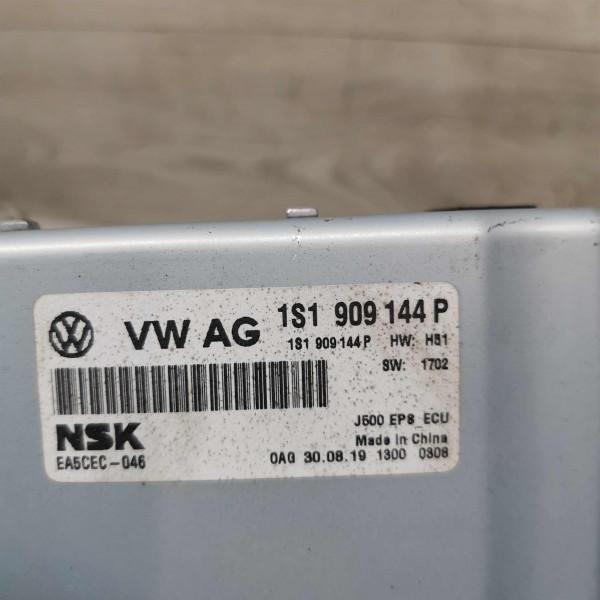 VW AG 1S1 909 144 P
1S1 909 144 P HW: H31
SW: 1702
NSK
EA5CEC-046
J500 EPS_ECU
Made in China
0AG 30.08.19 1300 0308